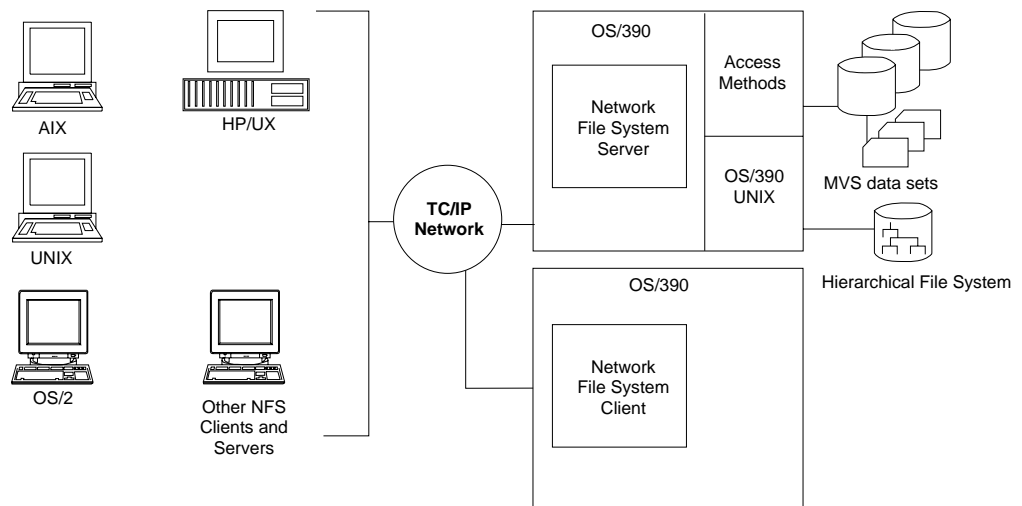 AIX
HP/UX
UNIX
OS/2
Other NFS
Clients and
Servers
TC/IP
Network
OS/390
Network
File System
Server
Access
Methods
OS/390
UNIX
MVS data sets
Hierarchical File System
OS/390
Network
File System
Client